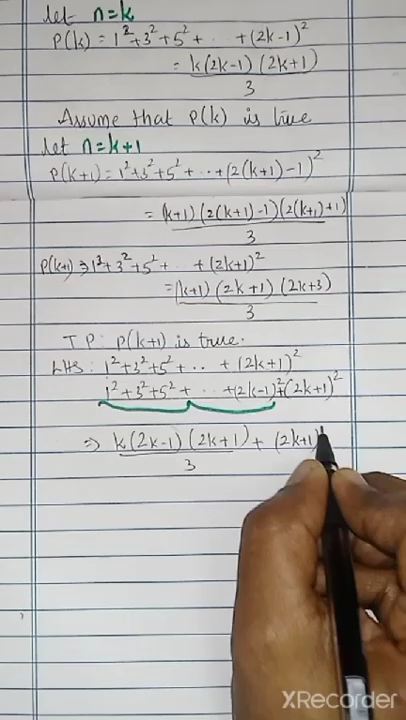 let n=k
P(k) = 1²+3²+5²+ . . . +(2k-1)²
= k(2k-1)(2k+1)
3
Assume that P(k) is true
let n=k+1
P(k+1)=1²+3²+5²+ . . +(2(k+1)-1)²
= (k+1)(2(k+1)-1)(2(k+1)+1)
3
P(k+1)⇒1²+3²+5²+ . . +(2k+1)²
=(k+1)(2k+1)(2k+3)
3
TP: P(k+1) is true.
LHS: 1²+3²+5²+ . . . +(2k+1)²
1²+3²+5²+ . . . +(2k-1)²+(2k+1)²
⇒ k(2k-1)(2k+1) + (2k+1)
3
XRecorder